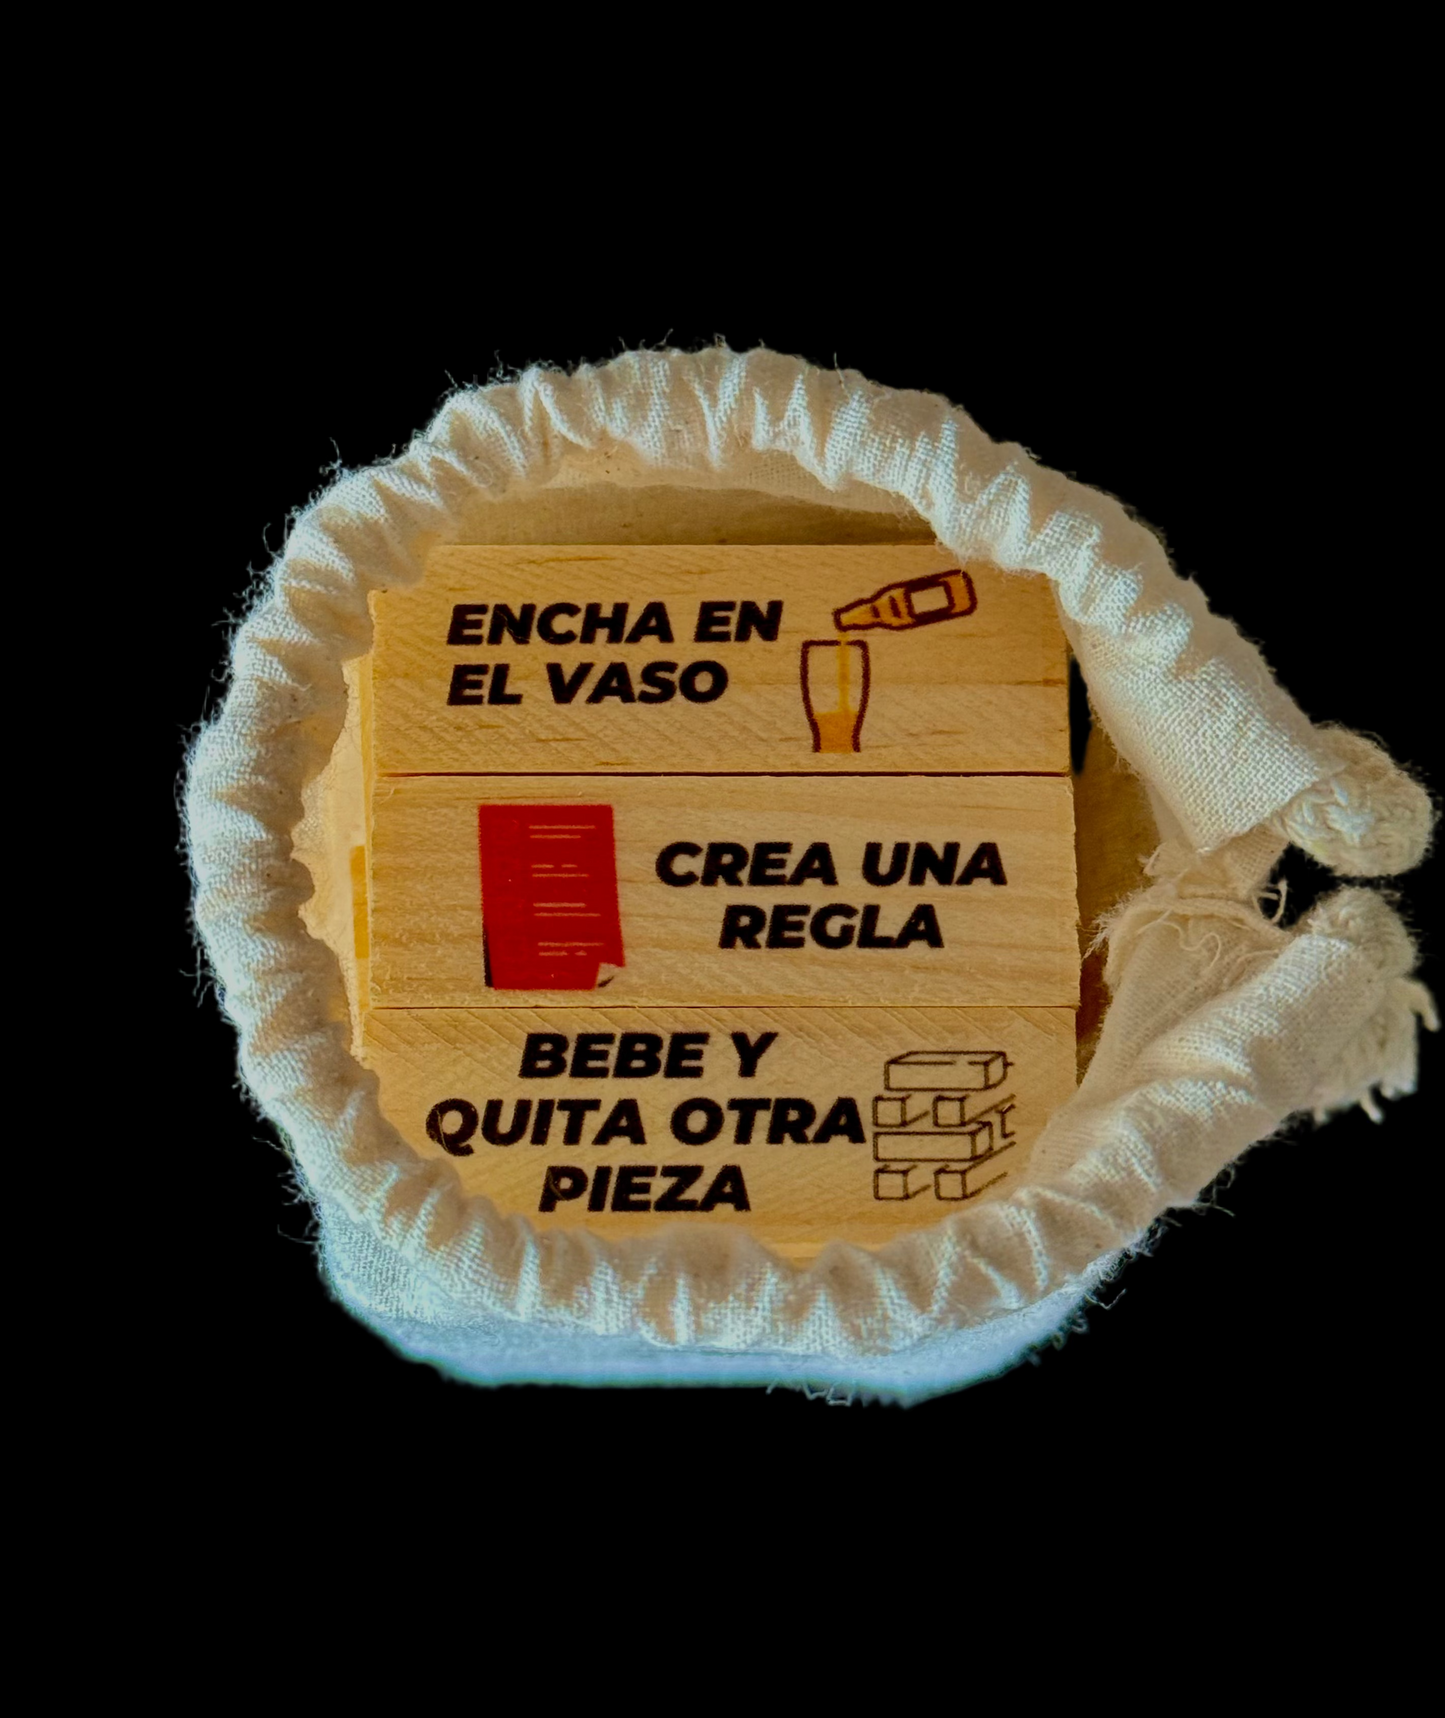 ENCHA EN
EL VASO
CREA UNA
REGLA
BEBE Y
QUITA OTRA
PIEZA